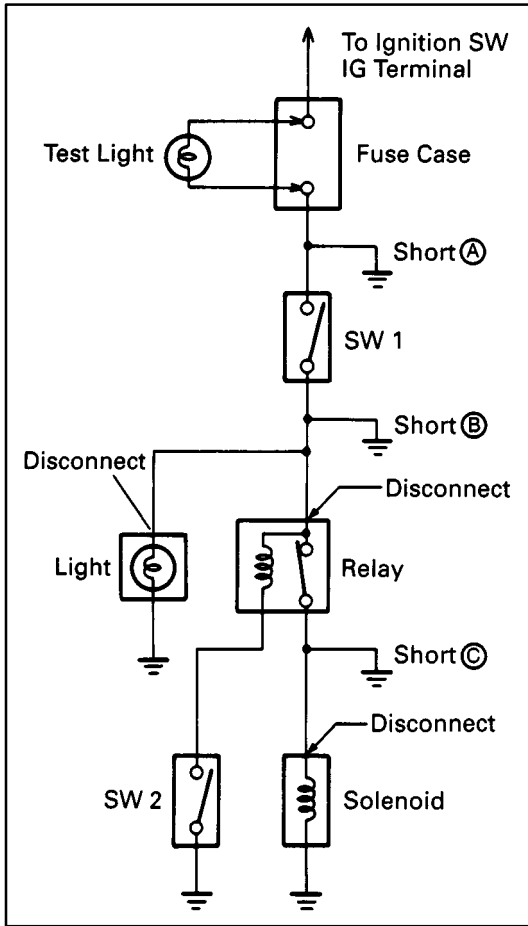 To Ignition SW
IG Terminal
Test Light
Fuse Case
Short Ⓐ
SW 1
Short Ⓑ
Disconnect
Disconnect
Light
Relay
Short Ⓒ
Disconnect
SW 2
Solenoid